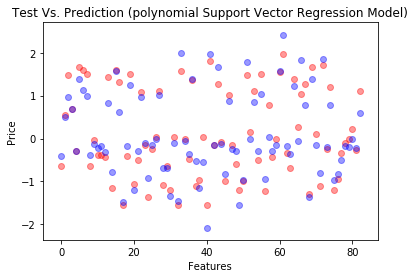 Test Vs. Prediction (polynomial Support Vector Regression Model)
2
1
0
−1
−2
Price
0 20 40 60 80
Features